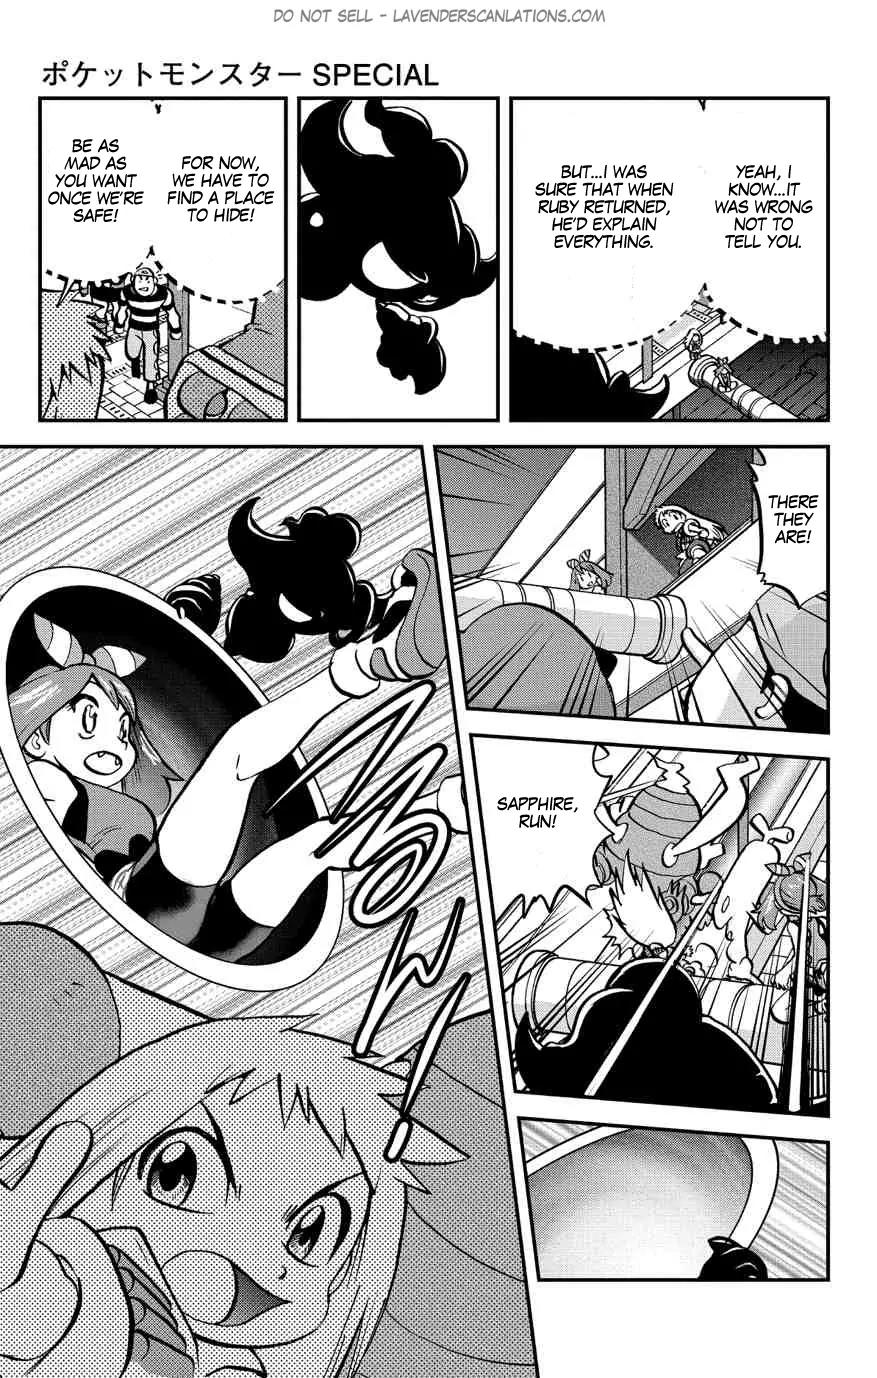 DO NOT SELL - LAVENDERSCANLATIONS.COM
ポケットモンスター SPECIAL
YEAH, I
KNOW...IT
WAS WRONG
NOT TO
TELL YOU.
BUT...I WAS
SURE THAT WHEN
RUBY RETURNED,
HE'D EXPLAIN
EVERYTHING.
FOR NOW,
WE HAVE TO
FIND A PLACE
TO HIDE!
BE AS
MAD AS
YOU WANT
ONCE WE'RE
SAFE!
THERE
THEY
ARE!
SAPPHIRE,
RUN!